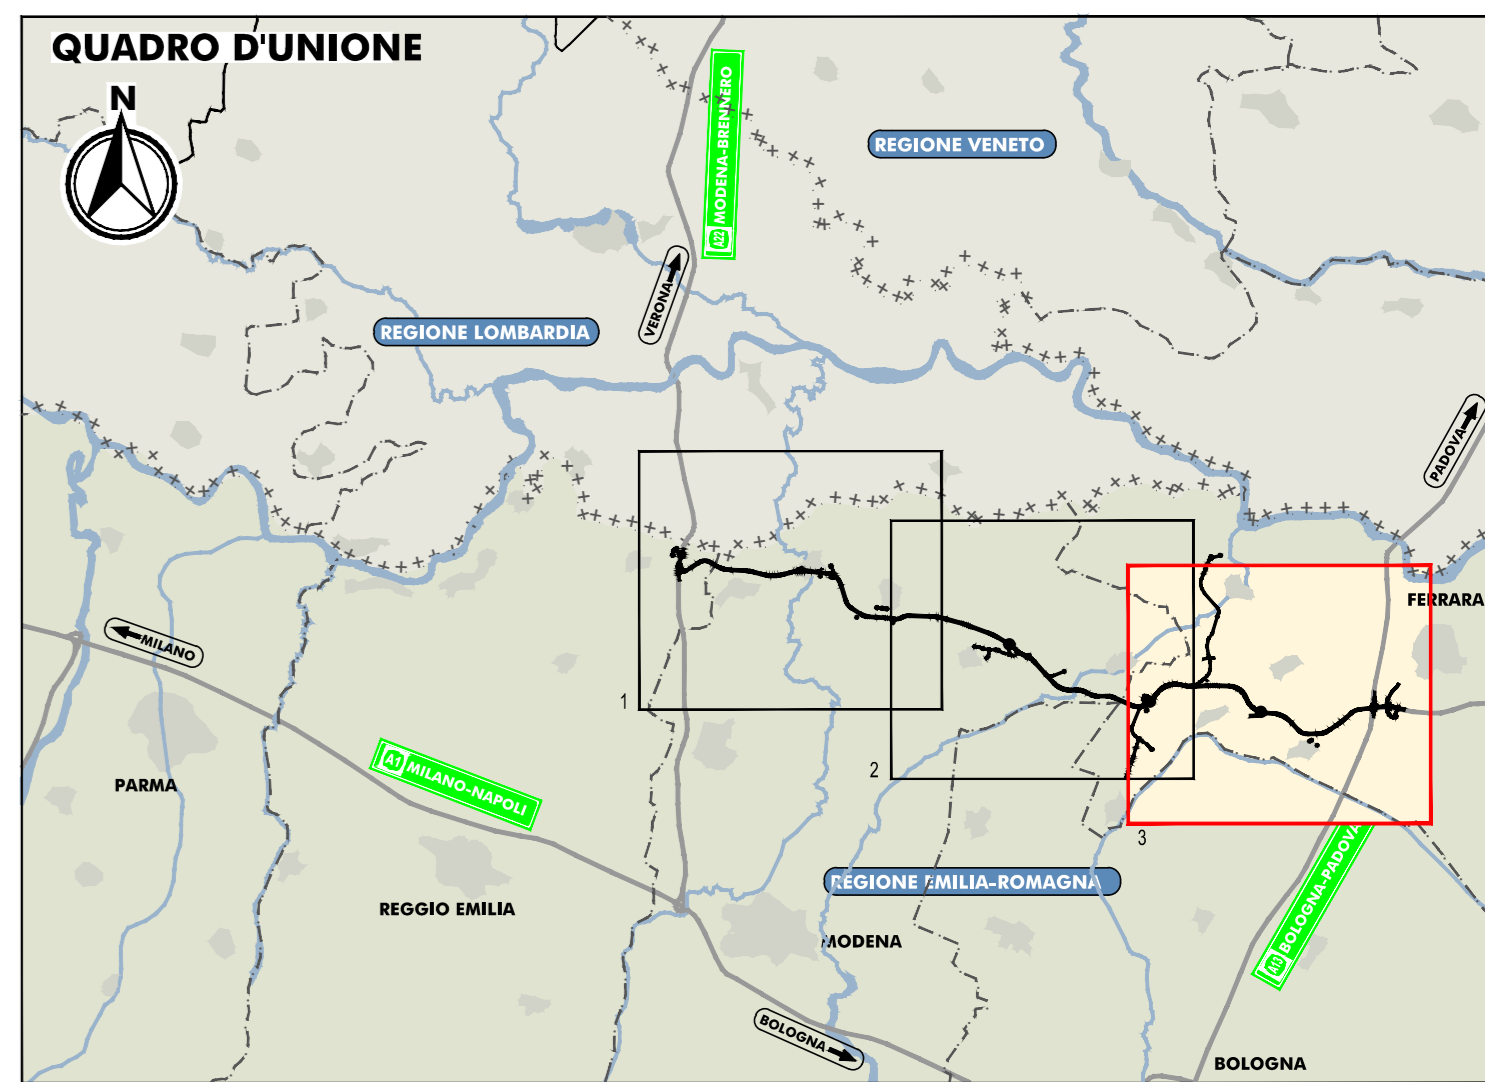 QUADRO D'UNIONE
N
A22 MODENA-BRENNERO
REGIONE VENETO
VERONA
REGIONE LOMBARDIA
PADOVA
FERRARA
MILANO
1
2
3
PARMA
A1 MILANO-NAPOLI
REGIONE EMILIA-ROMAGNA
A13 BOLOGNA-PADOVA
REGGIO EMILIA
MODENA
BOLOGNA
BOLOGNA